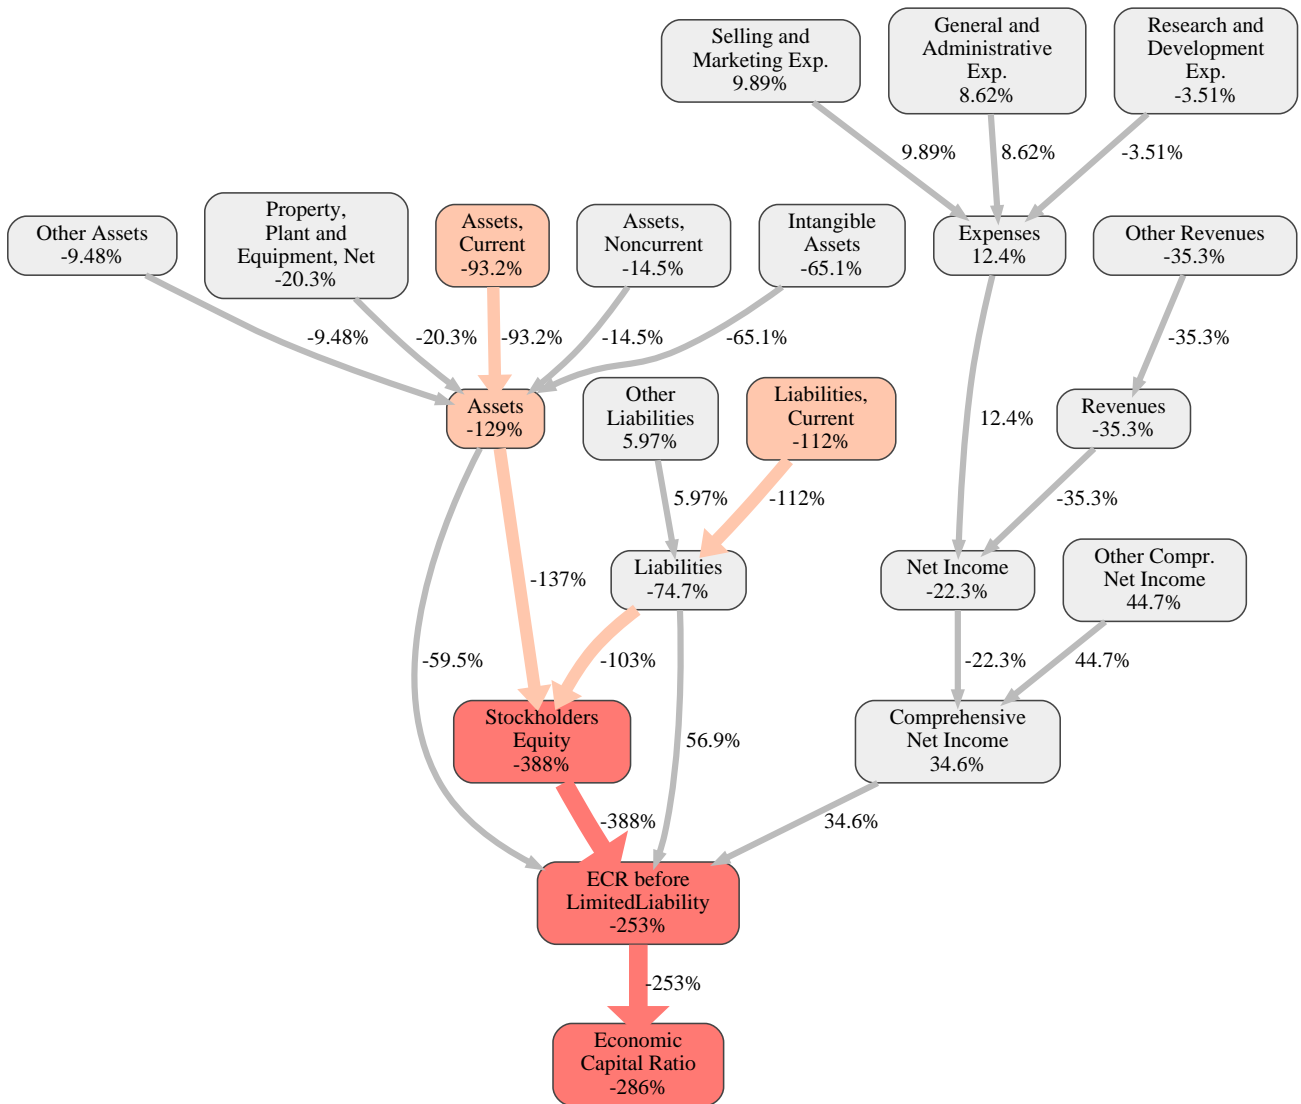 Selling and
Marketing Exp.
9.89%
General and
Administrative
Exp.
8.62%
Research and
Development
Exp.
-3.51%
9.89%
8.62%
-3.51%
Other Assets
-9.48%
Property,
Plant and
Equipment, Net
-20.3%
Assets,
Current
-93.2%
Assets,
Noncurrent
-14.5%
Intangible
Assets
-65.1%
Expenses
12.4%
Other Revenues
-35.3%
-9.48%
-20.3%
-93.2%
-14.5%
-65.1%
-35.3%
Assets
-129%
Other
Liabilities
5.97%
Liabilities,
Current
-112%
12.4%
Revenues
-35.3%
5.97%
-112%
-35.3%
-137%
Liabilities
-74.7%
Net Income
-22.3%
Other Compr.
Net Income
44.7%
-59.5%
-103%
-22.3%
44.7%
Stockholders
Equity
-388%
56.9%
Comprehensive
Net Income
34.6%
-388%
34.6%
ECR before
LimitedLiability
-253%
-253%
Economic
Capital Ratio
-286%